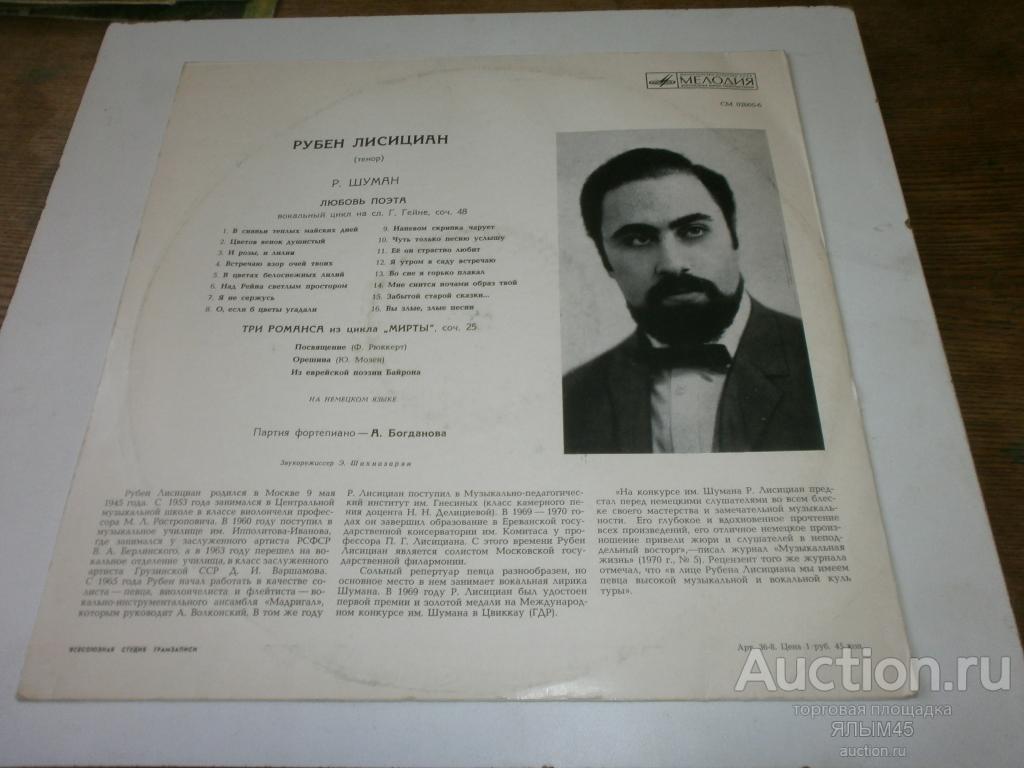 МЕЛОДИЯ
РУБЕН ЛИСИЦИАН
(тенор)
Р. ШУМАН
ЛЮБОВЬ ПОЭТА
вокальный цикл на сл. Г. Гейне, соч. 48
1. В сияньи теплых майских дней
2. Цветов венок душистый
3. И розы, и лилии
4. Встречаю взор очей твоих
5. В цветах белоснежных лилий
6. Над Рейна светлым простором
7. Я не сержусь
8. О, если б цветы угадали
9. Напевом скрипка чарует
10. Чуть только песню услышу
11. Её он страстно любит
12. Я утром в саду встречаю
13. Во сне я горько плакал
14. Мне снится ночами образ твой
15. Забытой старой сказки...
16. Вы злые, злые песни
ТРИ РОМАНСА из цикла „МИРТЫ", соч. 25
Посвящение (Ф. Рюккерт)
Орешина (Ю. Мозен)
Из еврейской поэзии Байрона
НА НЕМЕЦКОМ ЯЗЫКЕ
Партия фортепиано — А. Богданова
Звукорежиссер Э. Шахназарян
Рубен Лисициан родился в Москве 9 мая
1945 года. С 1953 года занимался в Центральной
музыкальной школе в классе виолончели профес-
сора М. Л. Ростроповича. В 1960 году поступил в
музыкальное училище им. Ипполитова-Иванова,
где занимался у заслуженного артиста РСФСР
В. А. Берлинского, а в 1963 году перешел на во-
кальное отделение училища, в класс заслуженного
артиста Грузинской ССР Д. И. Варшамова.
С 1965 года Рубен начал работать в качестве со-
листа — певца, виолончелиста и флейтиста — во-
кально-инструментального ансамбля «Мадригал»,
которым руководит А. Волконский. В том же году
Р. Лисициан поступил в Музыкально-педагогичес-
кий институт им. Гнесиных (класс камерного пе-
ния доцента Н. Н. Делициевой). В 1969 — 1970 го-
дах он завершил образование в Ереванской госу-
дарственной консерватории им. Комитаса у про-
фессора П. Г. Лисициана. С этого времени Рубен
Лисициан является солистом Московской госу-
дарственной филармонии.
Сольный репертуар певца разнообразен, но
основное место в нем занимает вокальная лирика
Шумана. В 1969 году Р. Лисициан был удостоен
первой премии и золотой медали на Международ-
ном конкурсе им. Шумана в Цвиккау (ГДР).
«На конкурсе им. Шумана Р. Лисициан пред-
стал перед немецкими слушателями во всем блес-
ке своего мастерства и замечательной музыкаль-
ности. Его глубокое и вдохновенное прочтение
всех произведений, его отличное немецкое произ-
ношение привели жюри и слушателей в непод-
дельный восторг»,—писал журнал «Музыкальная
жизнь» (1970 г., № 5). Рецензент того же журнала
отмечал, что «в лице Рубена Лисициана мы имеем
певца высокой музыкальной и вокальной куль
туры».
ВСЕСОЮЗНАЯ СТУДИЯ ГРАМЗАПИСИ
Арт. 36-8. Цена 1 руб. 45 коп.
Auction.ru
торговая площадка
ЯЛЫМ45
auction.ru